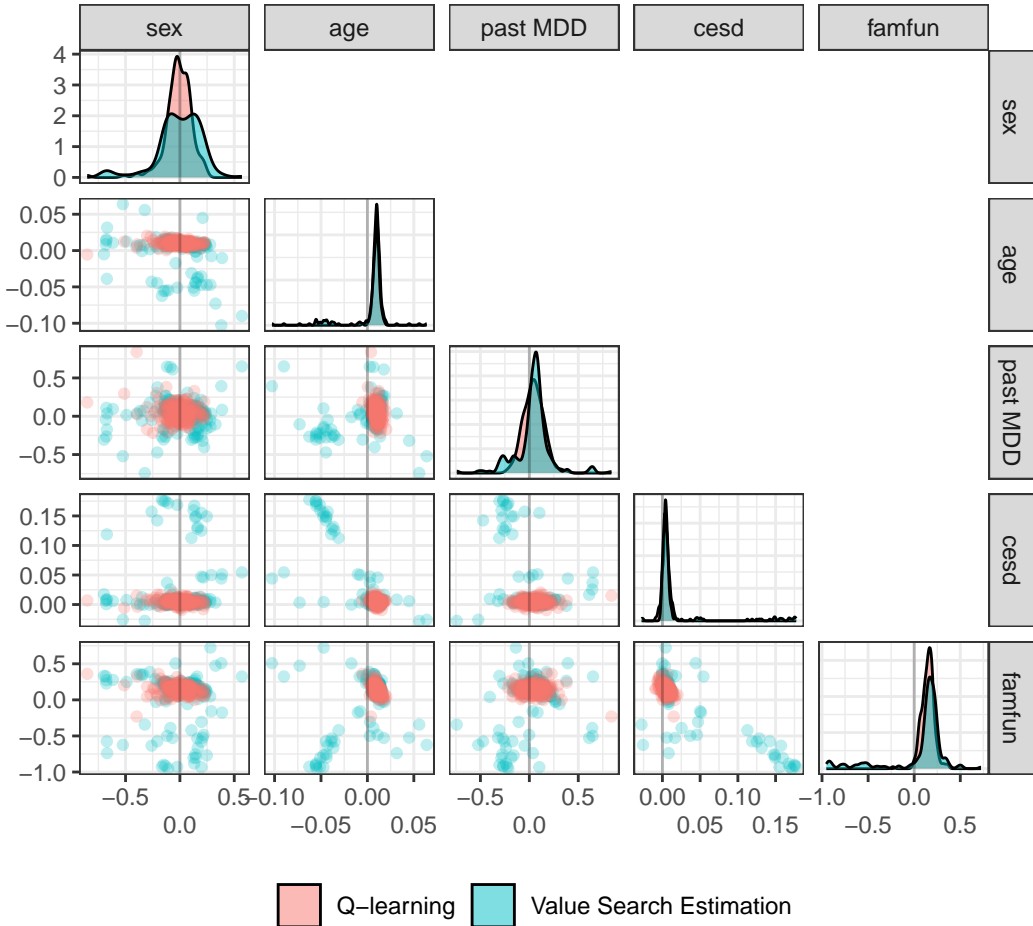 sex age past MDD cesd famfun
4
3
2
1
0
sex
0.05
0.00
−0.05
−0.10
age
0.5
0.0
−0.5
past MDD
0.15
0.10
0.05
0.00
cesd
0.5
0.0
−0.5
−1.0
famfun
−0.5 0.5 −0.10 0.00 −0.5 0.5 0.00 0.10 −1.0 0.0
0.0 −0.05 0.05 0.0 0.05 0.15 −0.5 0.5
Q−learning Value Search Estimation